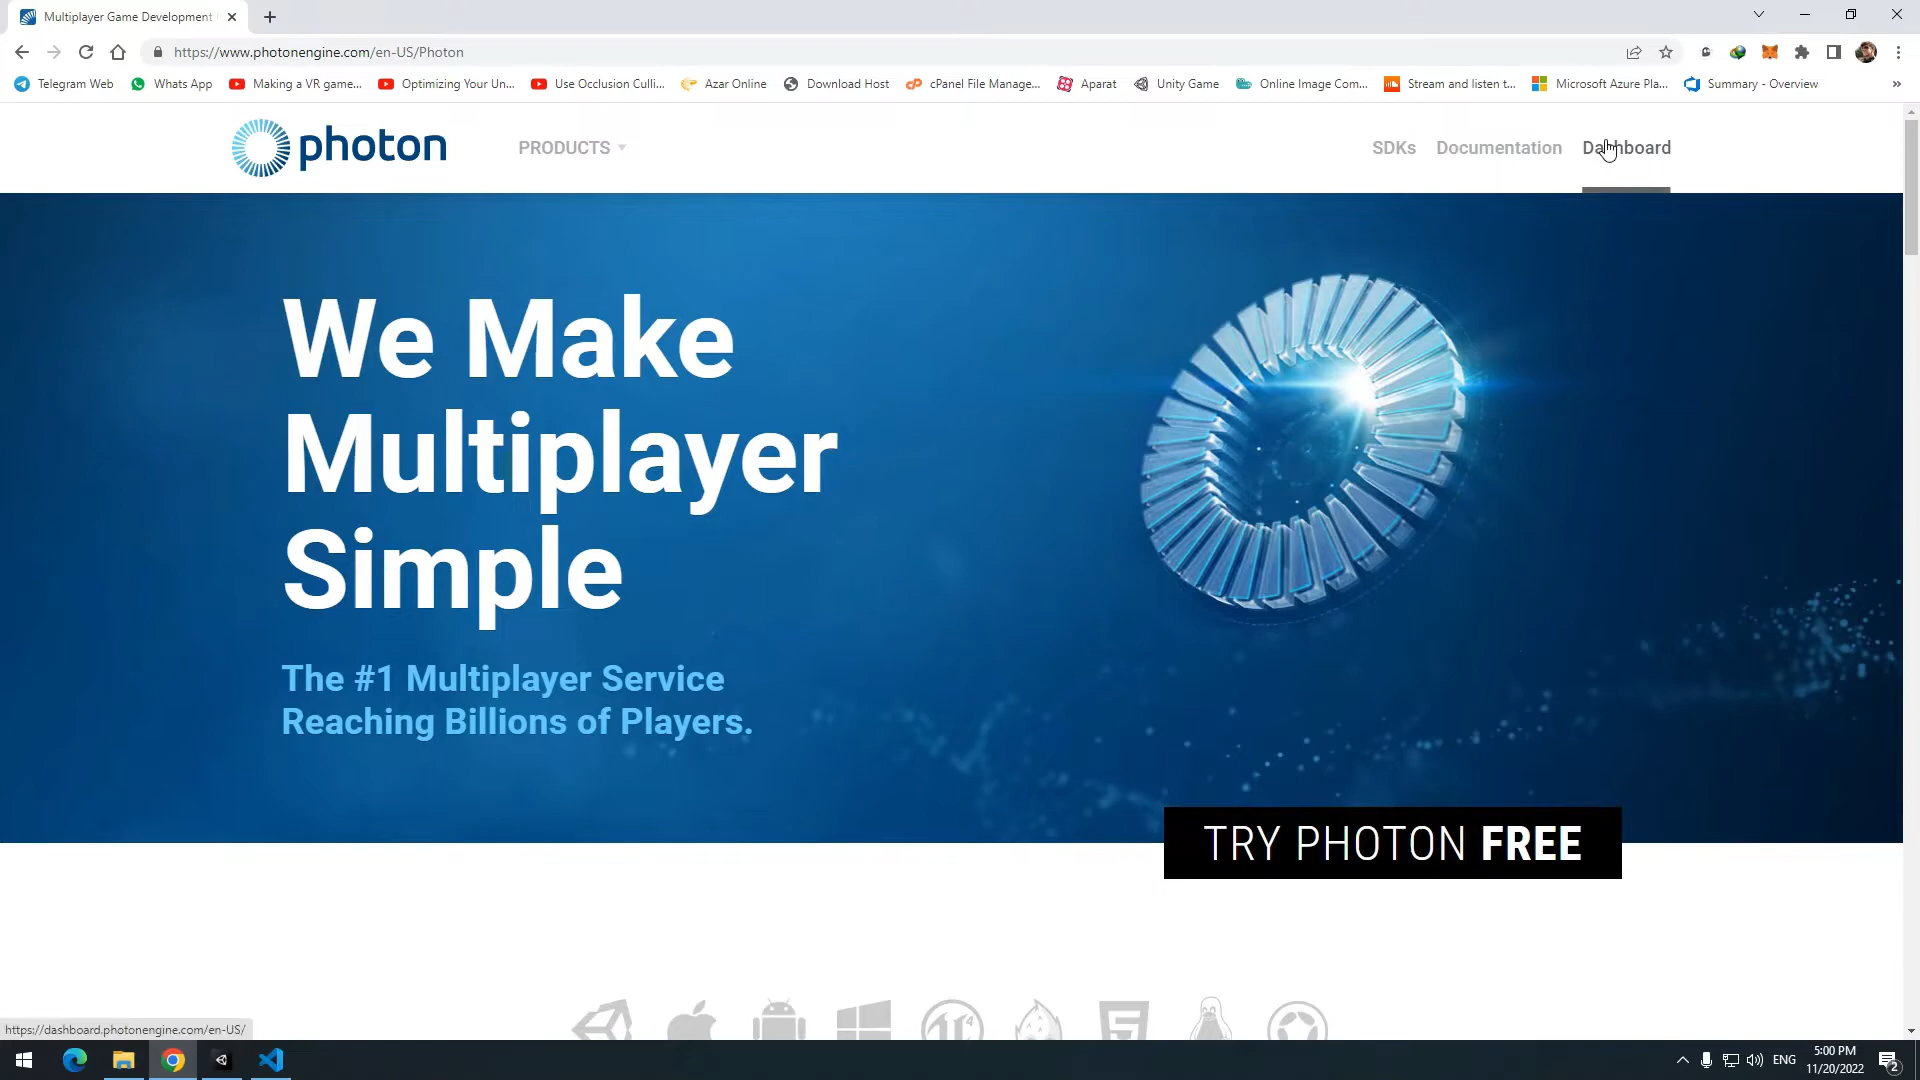 Multiplayer Game Development
https://www.photonengine.com/en-US/Photon
Telegram Web
Whats App
Making a VR game...
Optimizing Your Un...
Use Occlusion Culli...
Azar Online
Download Host
cPanel File Manage...
Aparat
Unity Game
Online Image Com...
Stream and listen t...
Microsoft Azure Pla...
Summary - Overview
»
photon
PRODUCTS
SDKs
Documentation
Dashboard
We Make
Multiplayer
Simple
The #1 Multiplayer Service
Reaching Billions of Players.
TRY PHOTON FREE
https://dashboard.photonengine.com/en-US/
ENG
5:00 PM
11/20/2022
2